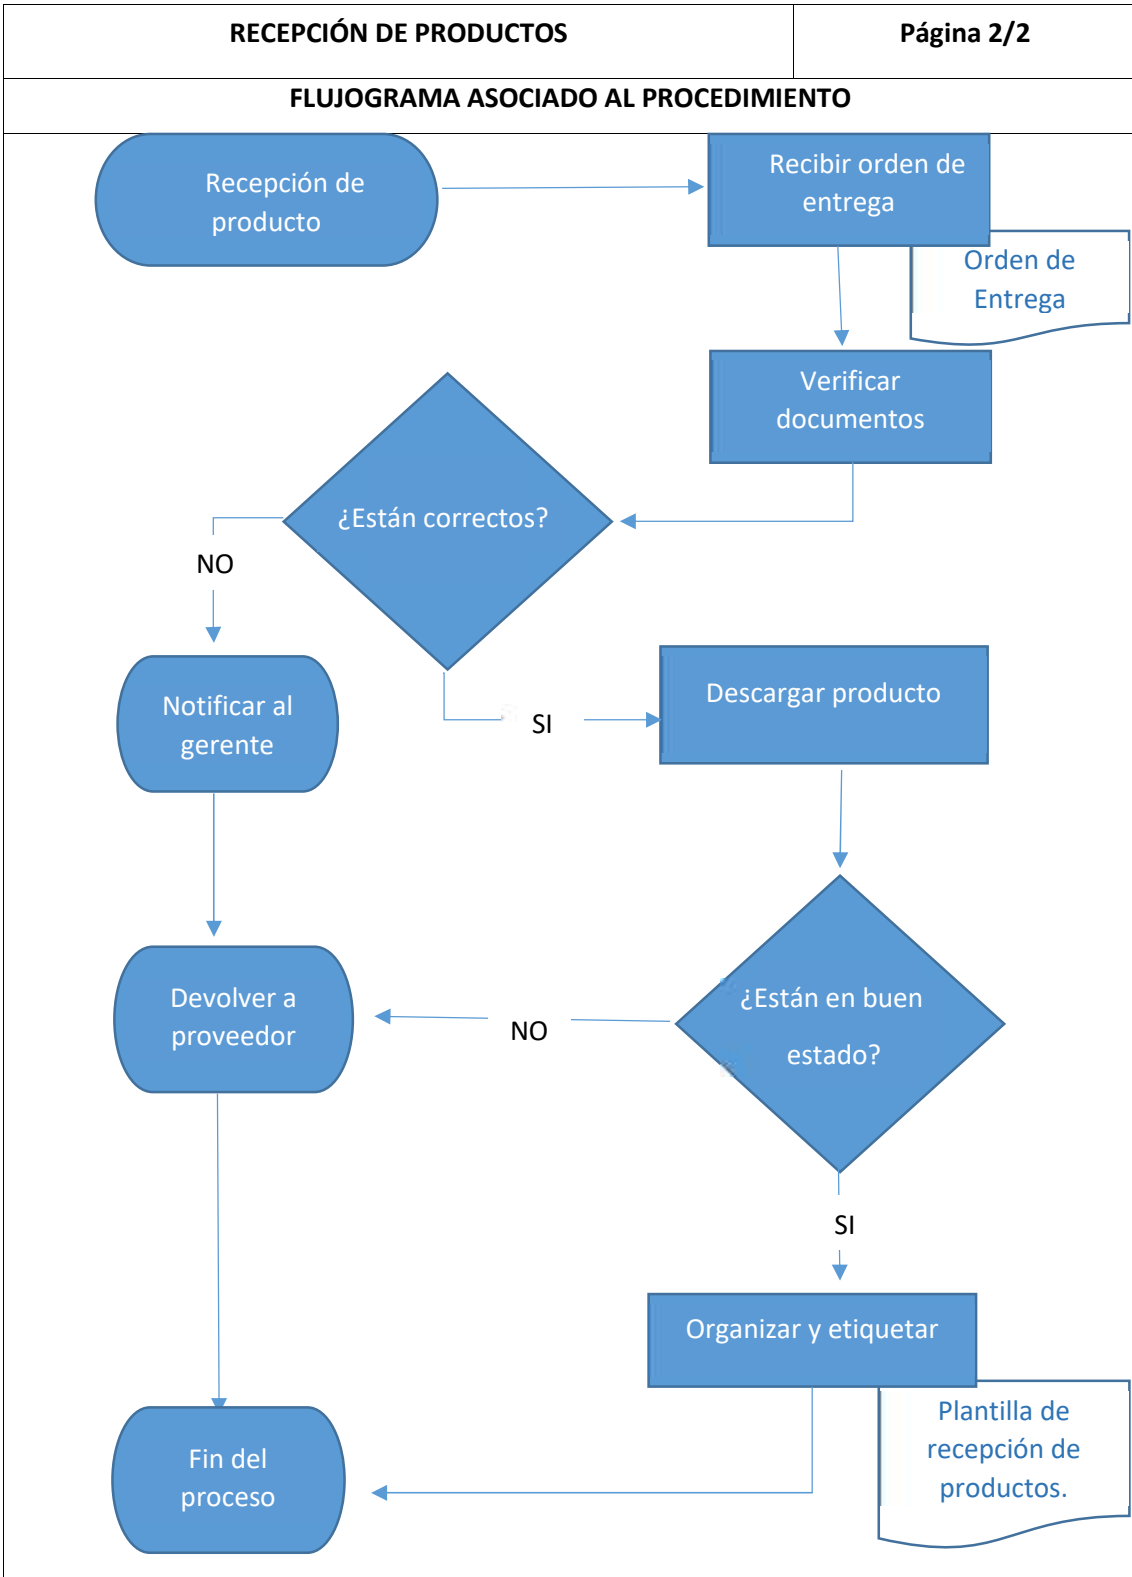 RECEPCIÓN DE PRODUCTOS
Página 2/2
FLUJOGRAMA ASOCIADO AL PROCEDIMIENTO
Recepción de
producto
Recibir orden de
entrega
Orden de
Entrega
Verificar
documentos
¿Están correctos?
NO
Notificar al
gerente
SI
Descargar producto
Devolver a
proveedor
NO
¿Están en buen
estado?
SI
Organizar y etiquetar
Plantilla de
recepción de
productos.
Fin del
proceso